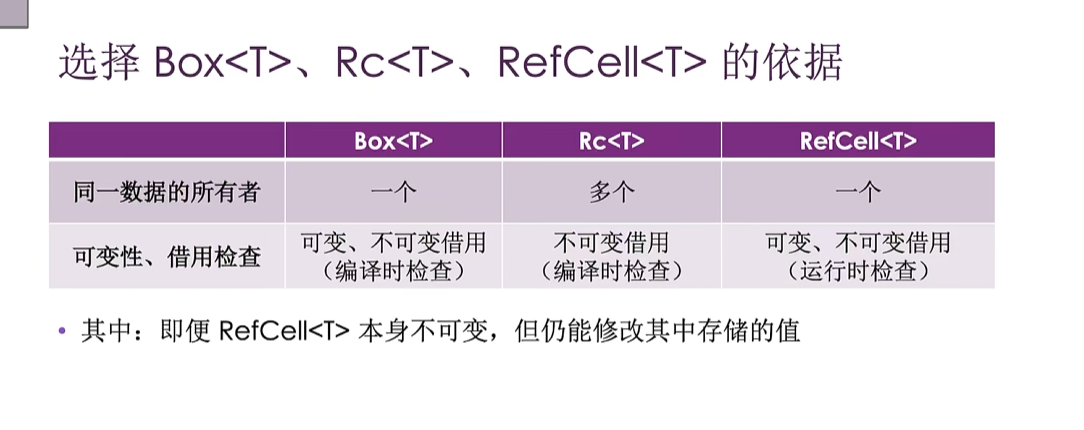 选择 Box<T>、Rc<T>、RefCell<T> 的依据
Box<T> Rc<T> RefCell<T>
同一数据的所有者 一个 多个 一个
可变性、借用检查 可变、不可变借用（编译时检查） 不可变借用（编译时检查） 可变、不可变借用（运行时检查）
• 其中：即便 RefCell<T> 本身不可变，但仍能修改其中存储的值